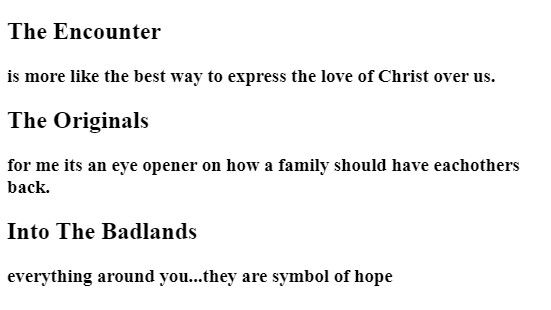 The Encounter
is more like the best way to express the love of Christ over us.
The Originals
for me its an eye opener on how a family should have eachothers
back.
Into The Badlands
everything around you...they are symbol of hope